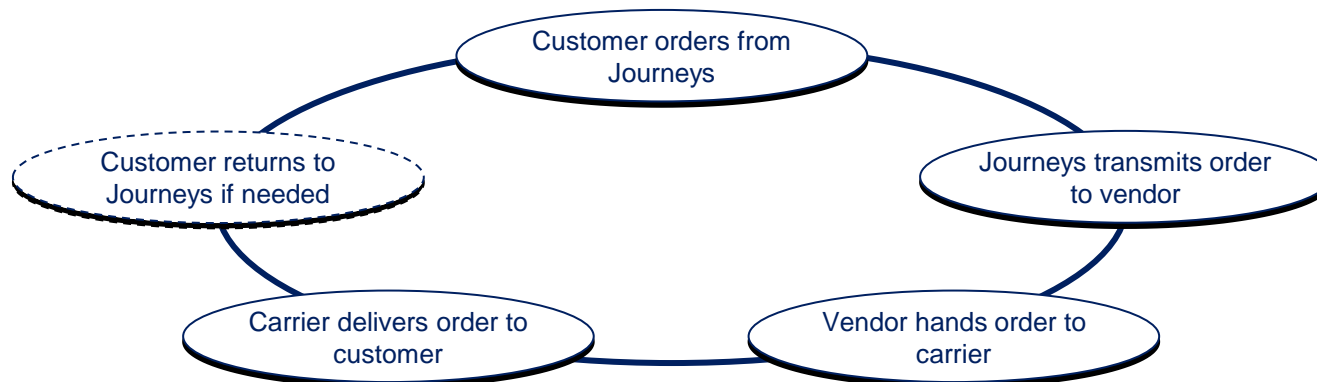 Customer orders from
Journeys
Journeys transmits order
to vendor
Vendor hands order to
carrier
Carrier delivers order to
customer
Customer returns to
Journeys if needed